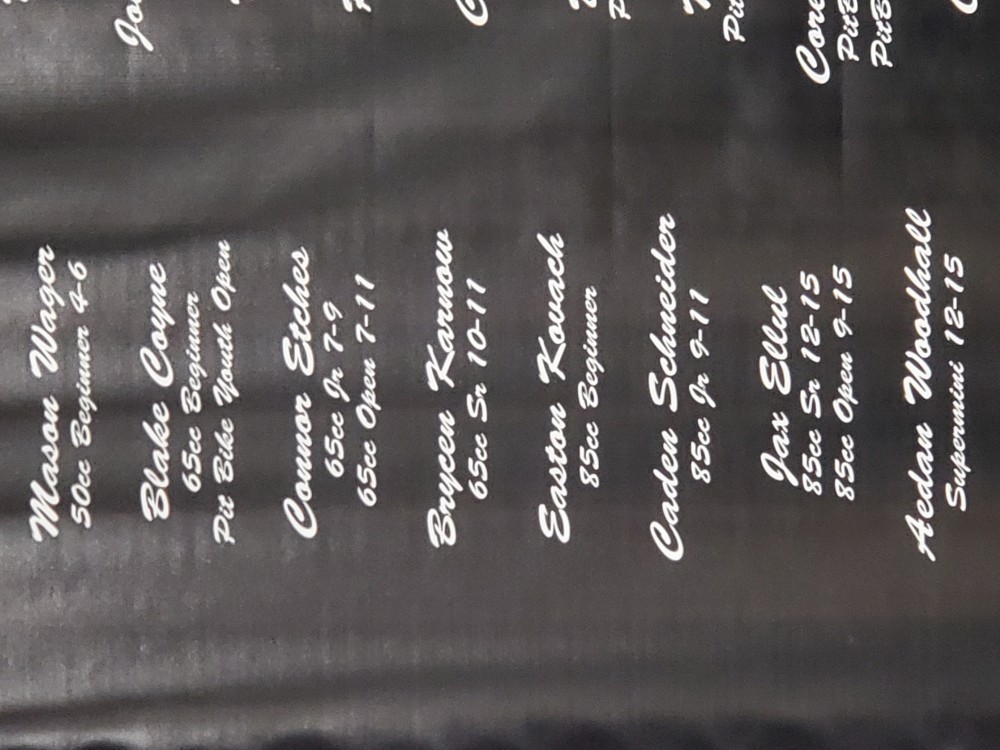 Mason Wager
50cc Beginner 4-6
Blake Coyne
65cc Beginner
Pit Bike Youth Open
Connor Etches
65cc Jr 7-9
65cc Open 7-11
Brycen Karnow
65cc Sr 10-11
Easton Kovach
85cc Beginner
Caden Schneider
85cc Jr 9-11
Jax Ellul
85cc Sr 12-15
85cc Open 9-15
Aedan Woodhall
Supermini 12-15